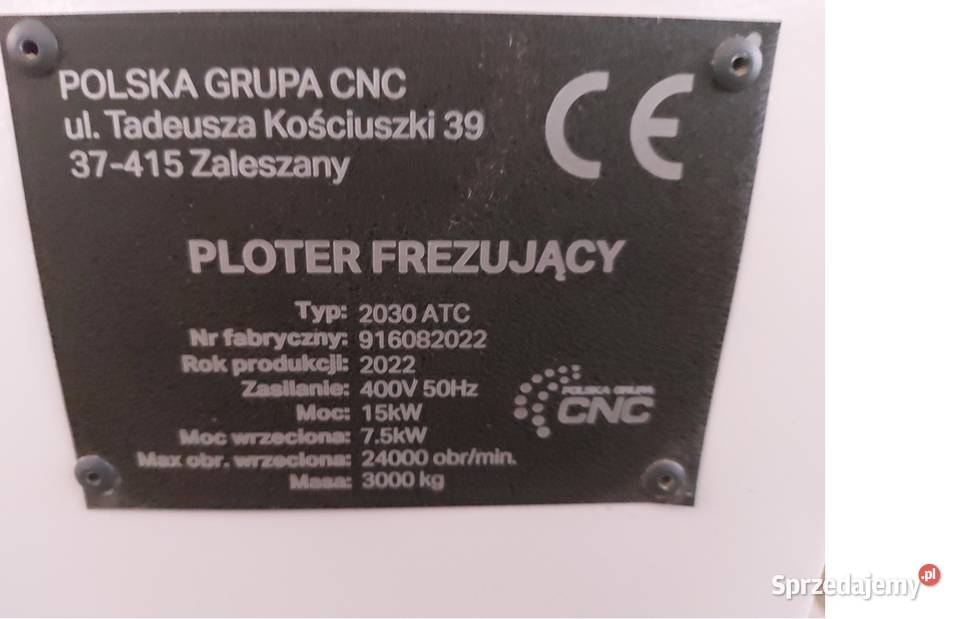 POLSKA GRUPA CNC
ul. Tadeusza Kościuszki 39
37-415 Zaleszany
CE
PLOTER FREZUJĄCY
Typ: 2030 ATC
Nr fabryczny: 916082022
Rok produkcji: 2022
Zasilanie: 400V 50Hz
Moc: 15kW
Moc wrzeciona: 7.5kW
Max obr. wrzeciona: 24000 obr/min.
Masa: 3000 kg
POLSKA GRUPA
CNC
Sprzedajemy.pl